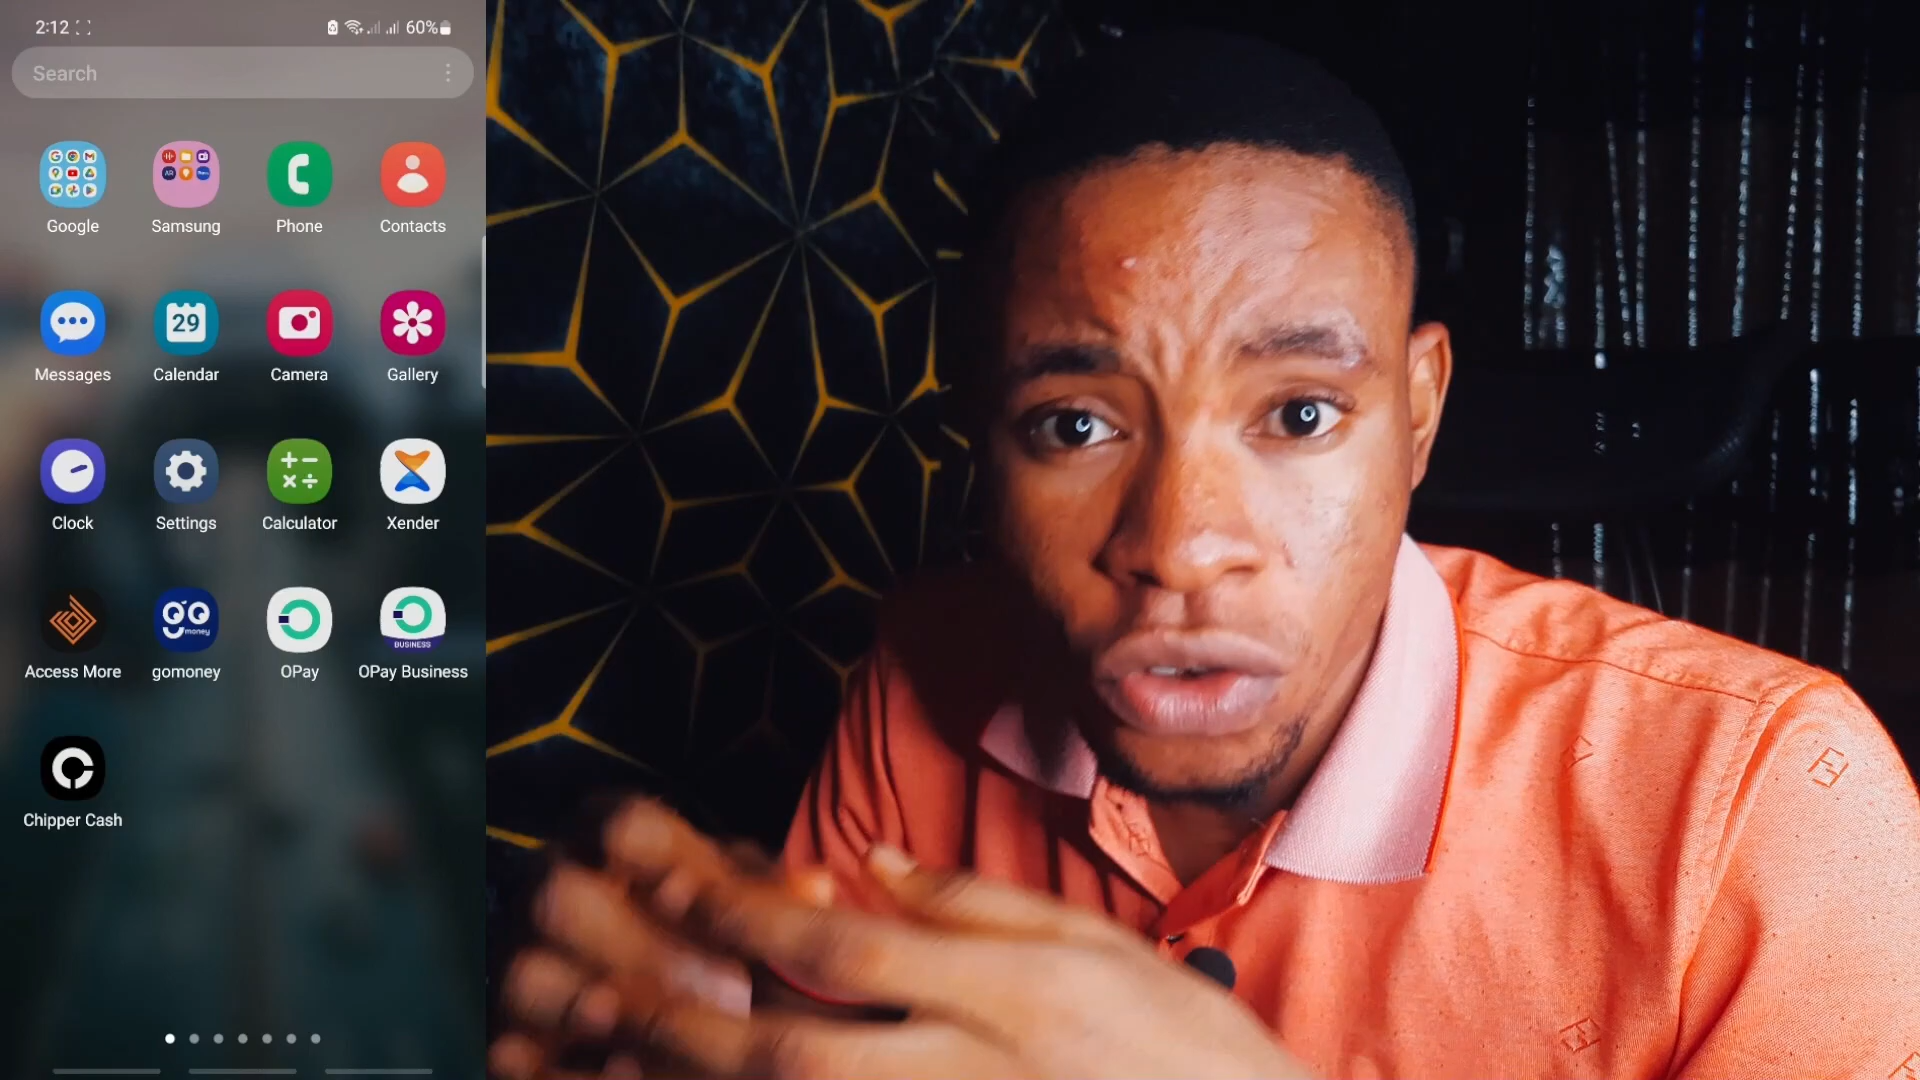 2:12 60%
Search
Google Samsung Phone Contacts
29
Messages Calendar Camera Gallery
Clock Settings Calculator Xender
money
BUSINESS
Access More gomoney OPay OPay Business
Chipper Cash